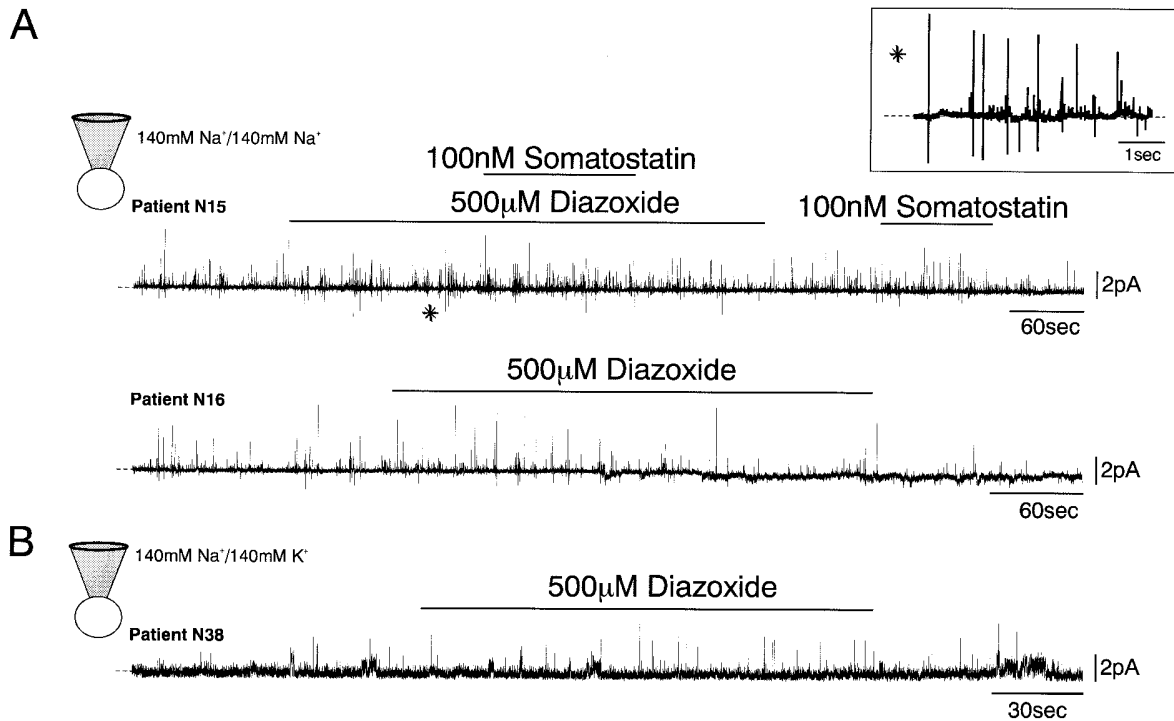 A
✳
1sec
140mM Na⁺/140mM Na⁺
100nM Somatostatin
Patient N15
500μM Diazoxide
100nM Somatostatin
2pA
✳
60sec
500μM Diazoxide
Patient N16
2pA
60sec
B
140mM Na⁺/140mM K⁺
500μM Diazoxide
Patient N38
2pA
30sec